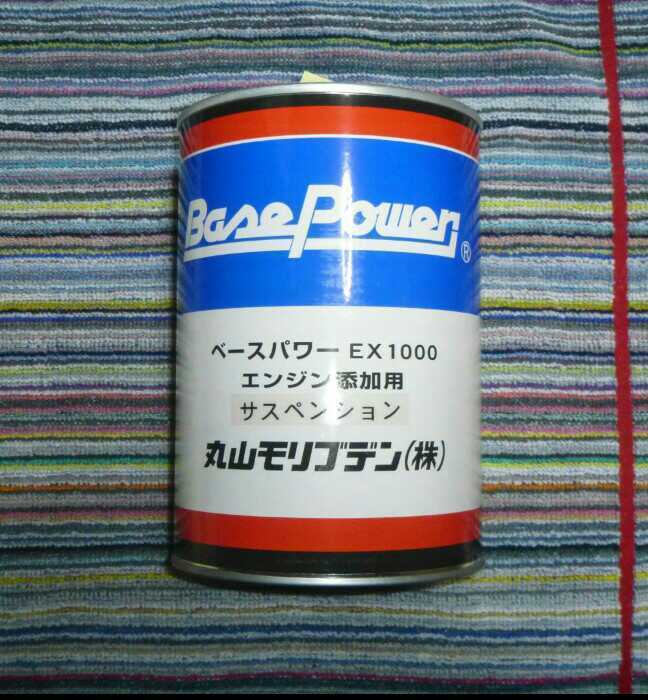 Base Power
®
ベースパワー EX1000
エンジン添加用
サスペンション
丸山モリブデン(株)